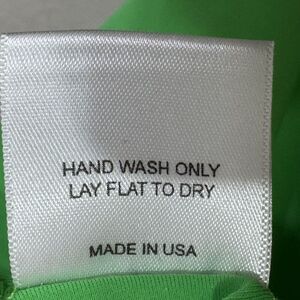 HAND WASH ONLY
LAY FLAT TO DRY
MADE IN USA